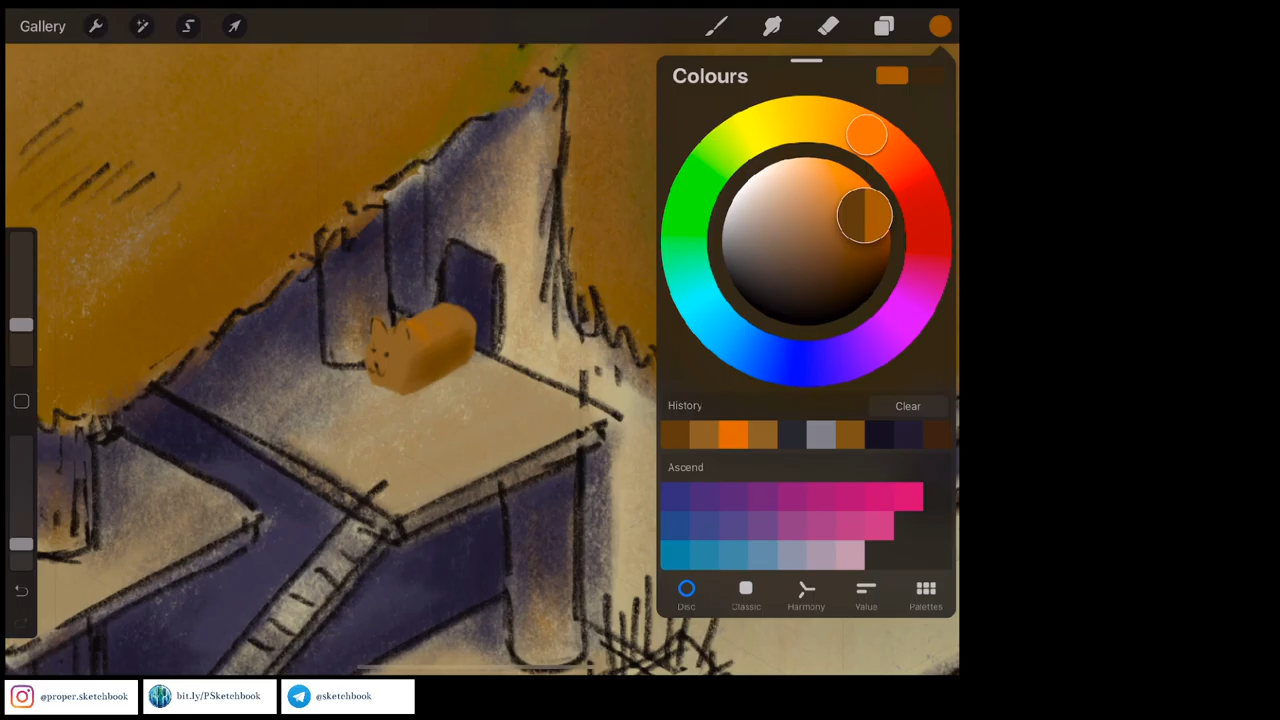 Gallery
Colours
History
Clear
Ascend
Disc
Classic
Harmony
Value
Palettes
@proper.sketchbook
bit.ly/PSketchbook
@sketchbook